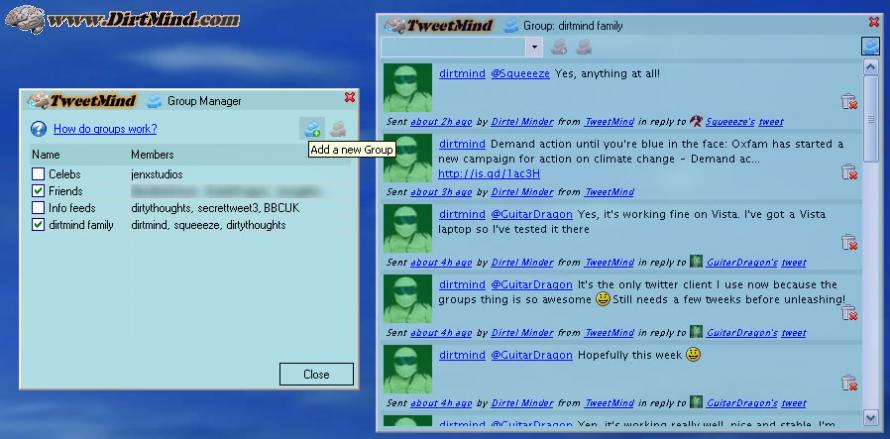 www.DirtMind.com
TweetMind Group Manager
How do groups work?
Add a new Group
Name Members
Celebs jenxstudios
Friends
Info feeds dirtythoughts, secrettweet3, BBCUK
dirtmind family dirtmind, squeeeze, dirtythoughts
Close
TweetMind Group: dirtmind family
dirtmind @Squeeeze Yes, anything at all!
Sent about 2h ago by Dirtel Minder from TweetMind in reply to Squeeeze's tweet
dirtmind Demand action until you're blue in the face: Oxfam has started
a new campaign for action on climate change - Demand ac...
http://is.gd/1ac3H
Sent about 3h ago by Dirtel Minder from TweetMind
dirtmind @GuitarDragon Yes, it's working fine on Vista. I've got a Vista
laptop so I've tested it there
Sent about 4h ago by Dirtel Minder from TweetMind in reply to GuitarDragon's tweet
dirtmind @GuitarDragon It's the only twitter client I use now because the
groups thing is so awesome Still needs a few tweeks before unleashing!
Sent about 4h ago by Dirtel Minder from TweetMind in reply to GuitarDragon's tweet
dirtmind @GuitarDragon Hopefully this week
Sent about 4h ago by Dirtel Minder from TweetMind in reply to GuitarDragon's tweet
dirtmind @GuitarDragon Yep, it's working really well, nice and stable. I'm